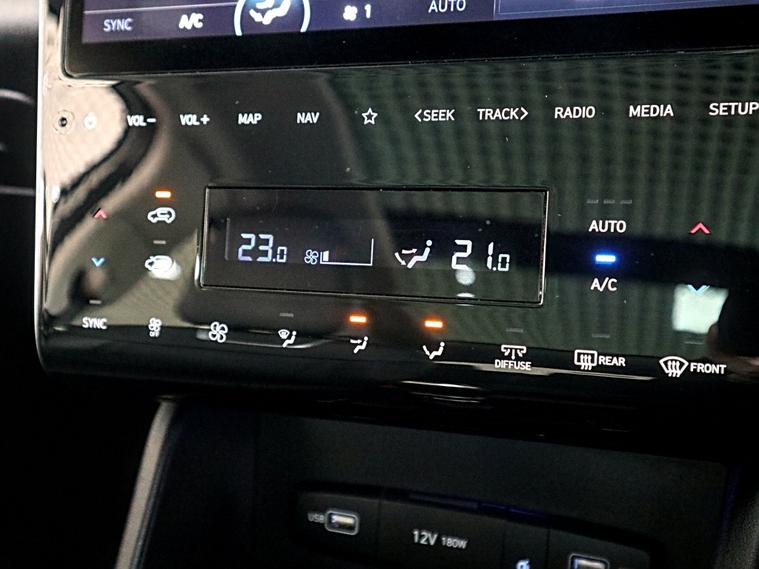 SYNC A/C 1 AUTO
VOL− VOL+ MAP NAV ☆ <SEEK TRACK> RADIO MEDIA SETUP
AUTO
23.0 21.0
A/C
SYNC OFF
DIFFUSE REAR FRONT
USB 12V 180W